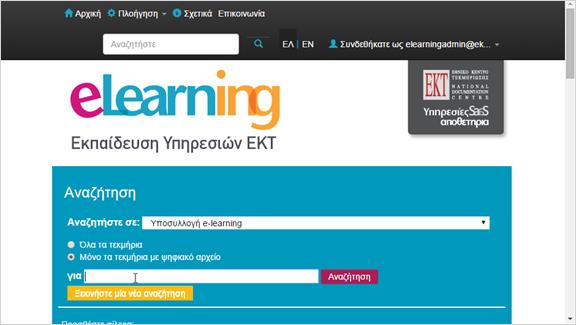 Αρχική Πλοήγηση Σχετικά Επικοινωνία
Αναζητήστε ΕΛ | EN Συνδεθήκατε ως elearningadmin@ek...
eLearning
Εκπαίδευση Υπηρεσιών ΕΚΤ
ΕΚΤ
ΕΘΝΙΚΟ ΚΕΝΤΡΟ
ΤΕΚΜΗΡΙΩΣΗΣ
NATIONAL
DOCUMENTATION
CENTRE
Υπηρεσίες SaaS
αποθετήρια
Αναζήτηση
Αναζητήστε σε: Υποσυλλογή e-learning
Όλα τα τεκμήρια
Μόνο τα τεκμήρια με ψηφιακό αρχείο
για Αναζήτηση
Ξεκινήστε μία νέα αναζήτηση
Προσθέστε φίλτρα: